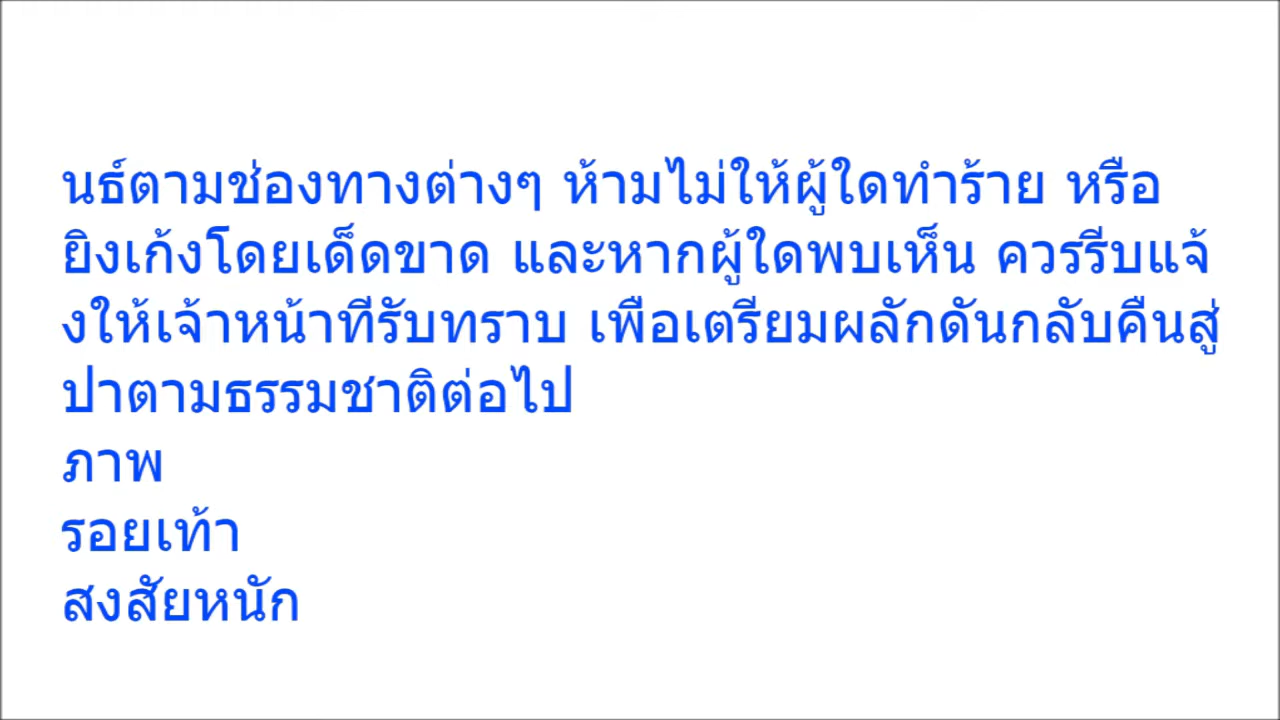 นธ์ตามช่องทางต่างๆ ห้ามไม่ให้ผู้ใดทำร้าย หรือ
ยิงเก้งโดยเด็ดขาด และหากผู้ใดพบเห็น ควรรีบแจ้
งให้เจ้าหน้าทีรับทราบ เพือเตรียมผลักดันกลับคืนสู่
ปาตามธรรมชาติต่อไป
ภาพ
รอยเท้า
สงสัยหนัก